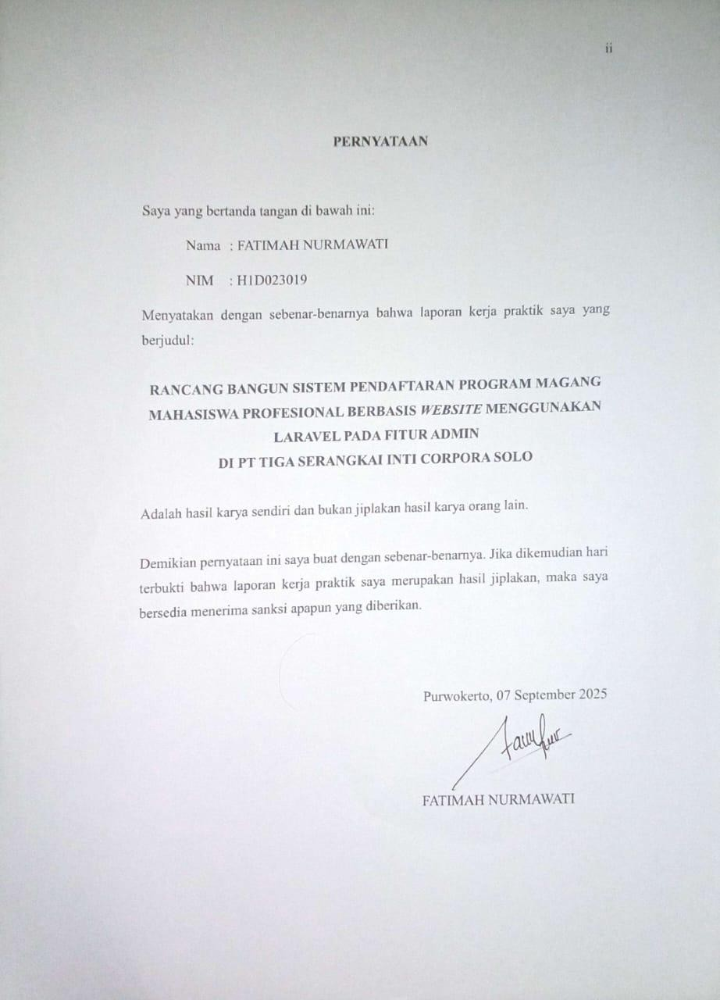 ii
PERNYATAAN
Saya yang bertanda tangan di bawah ini:
Nama : FATIMAH NURMAWATI
NIM : H1D023019
Menyatakan dengan sebenar-benarnya bahwa laporan kerja praktik saya yang
berjudul:
RANCANG BANGUN SISTEM PENDAFTARAN PROGRAM MAGANG
MAHASISWA PROFESIONAL BERBASIS WEBSITE MENGGUNAKAN
LARAVEL PADA FITUR ADMIN
DI PT TIGA SERANGKAI INTI CORPORA SOLO
Adalah hasil karya sendiri dan bukan jiplakan hasil karya orang lain.
Demikian pernyataan ini saya buat dengan sebenar-benarnya. Jika dikemudian hari
terbukti bahwa laporan kerja praktik saya merupakan hasil jiplakan, maka saya
bersedia menerima sanksi apapun yang diberikan.
Purwokerto, 07 September 2025
FATIMAH NURMAWATI